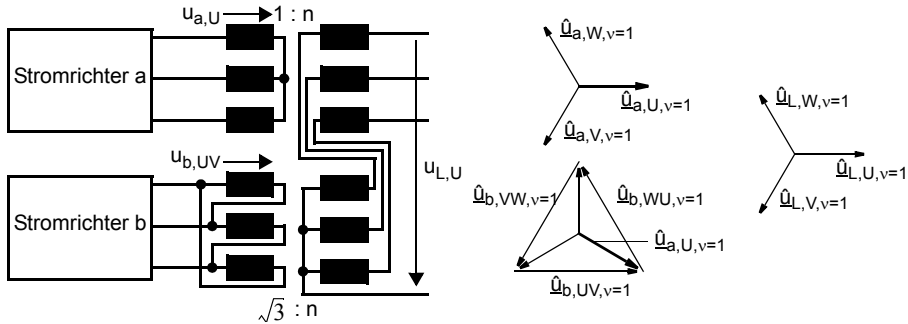 u_a,U 1 : n
Stromrichter a
u_b,UV
Stromrichter b
u_L,U
√3 : n
û_a,W,ν=1
û_a,U,ν=1
û_a,V,ν=1
û_L,W,ν=1
û_L,U,ν=1
û_L,V,ν=1
û_b,VW,ν=1
û_b,WU,ν=1
û_a,U,ν=1
û_b,UV,ν=1